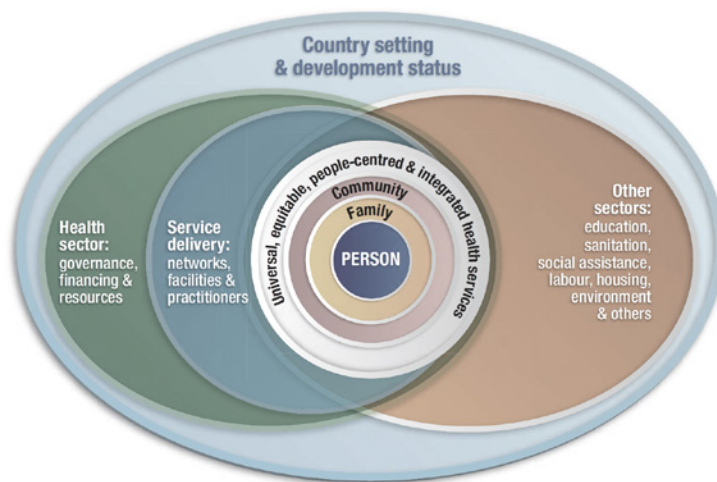 Country setting
& development status
Universal, equitable, people-centred & integrated health services
Community
Family
PERSON
Health
sector:
governance,
financing &
resources
Service
delivery:
networks,
facilities &
practitioners
Other
sectors:
education,
sanitation,
social assistance,
labour, housing,
environment
& others